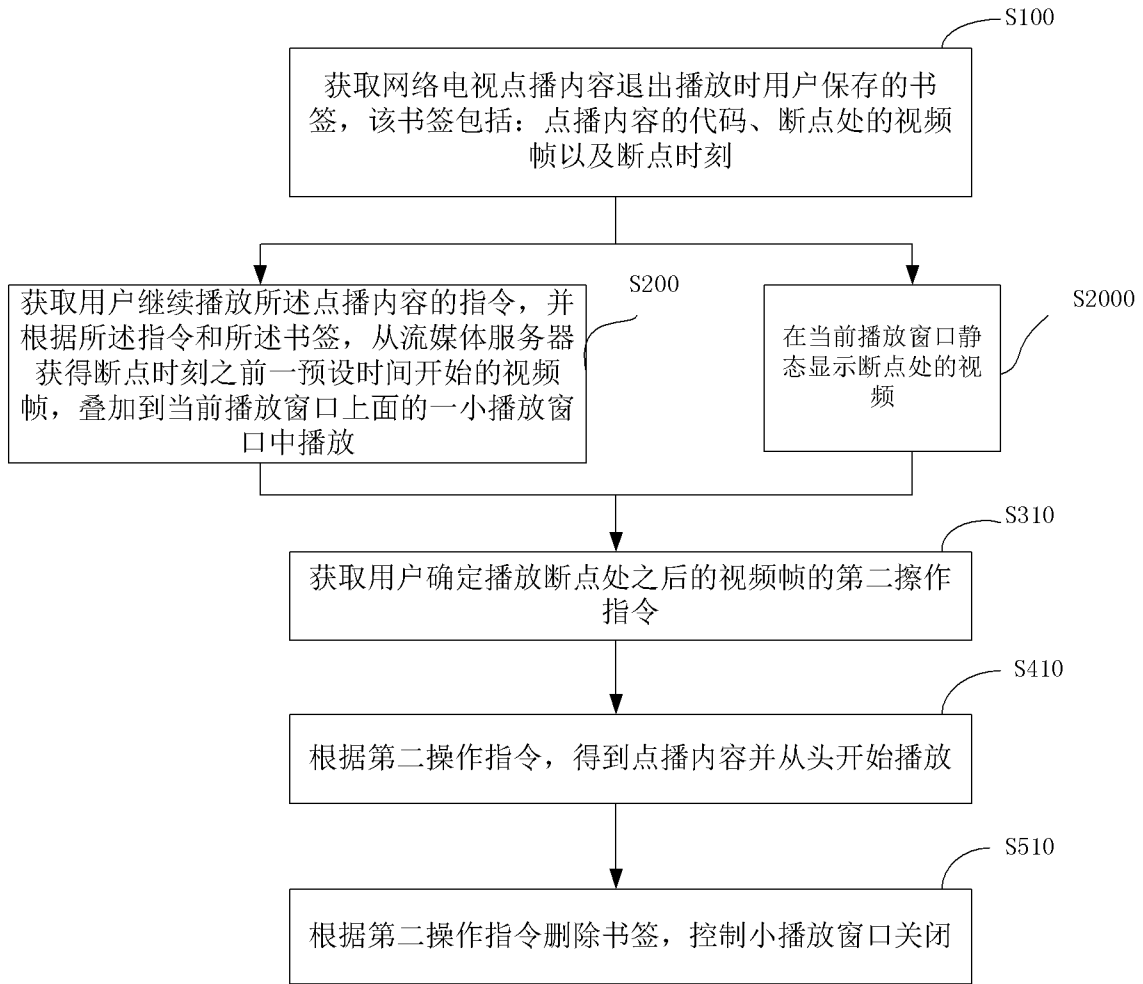 S100
获取网络电视点播内容退出播放时用户保存的书
签，该书签包括：点播内容的代码、断点处的视频
帧以及断点时刻
S200
获取用户继续播放所述点播内容的指令，并
根据所述指令和所述书签，从流媒体服务器
获得断点时刻之前一预设时间开始的视频
帧，叠加到当前播放窗口上面的一小播放窗
口中播放
S2000
在当前播放窗口静
态显示断点处的视
频
S310
获取用户确定播放断点处之后的视频帧的第二擦作
指令
S410
根据第二操作指令，得到点播内容并从头开始播放
S510
根据第二操作指令删除书签，控制小播放窗口关闭